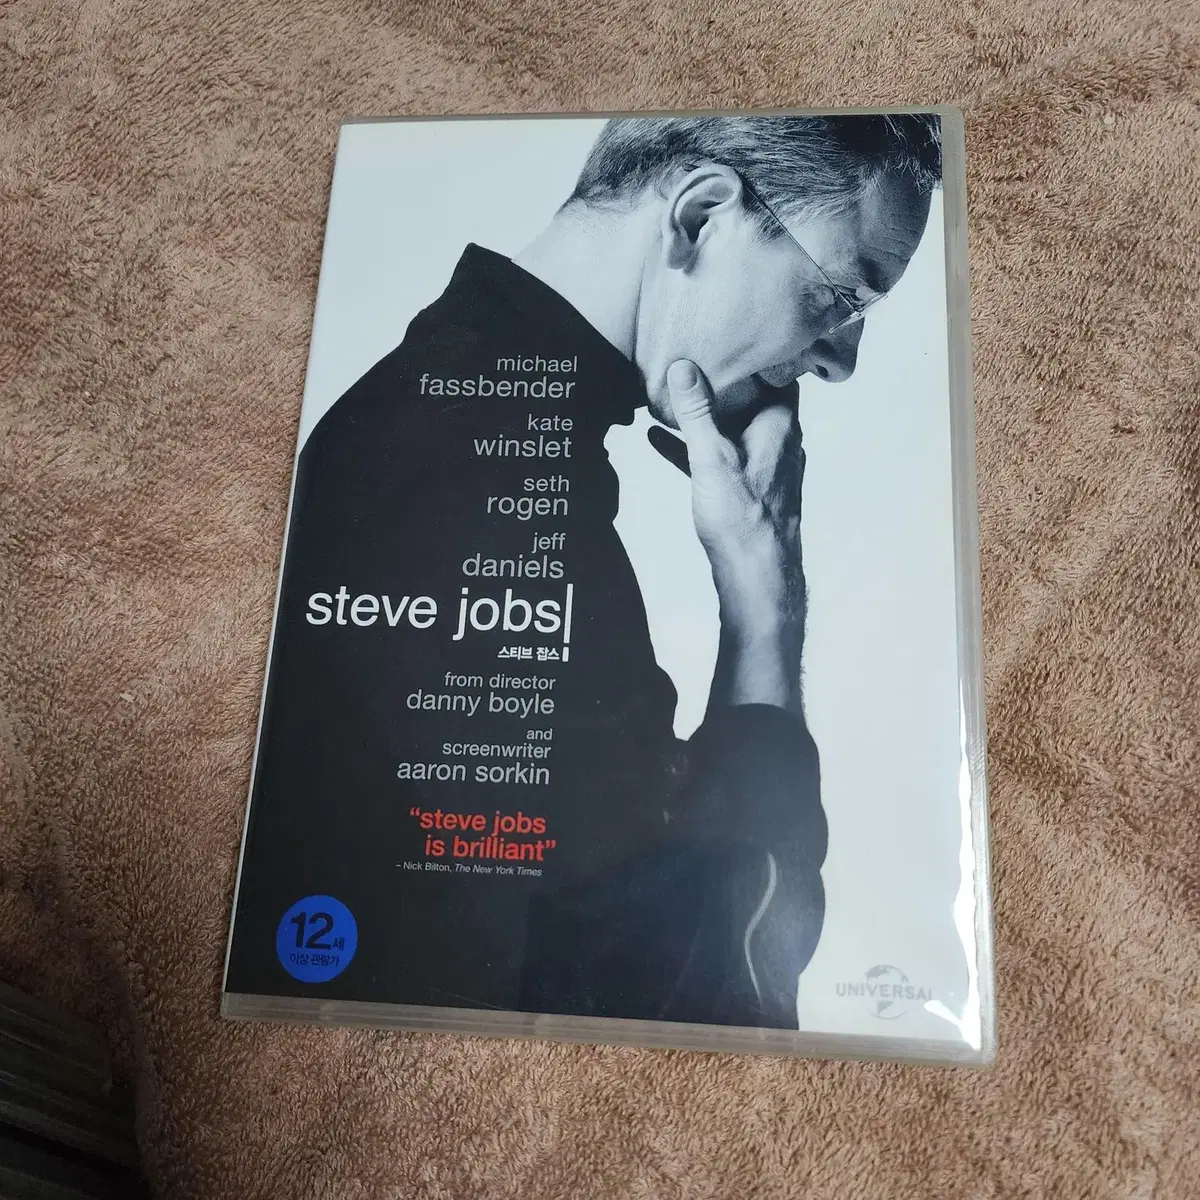 michael
fassbender
kate
winslet
seth
rogen
jeff
daniels
steve jobs
스티브 잡스
from director
danny boyle
and
screenwriter
aaron sorkin
“steve jobs
is brilliant”
– Nick Bilton, The New York Times
12세
이상 관람가
UNIVERSAL